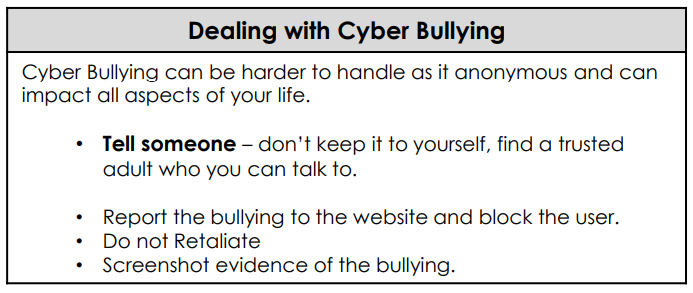 Dealing with Cyber Bullying
Cyber Bullying can be harder to handle as it anonymous and can
impact all aspects of your life.
• Tell someone – don’t keep it to yourself, find a trusted
adult who you can talk to.
• Report the bullying to the website and block the user.
• Do not Retaliate
• Screenshot evidence of the bullying.